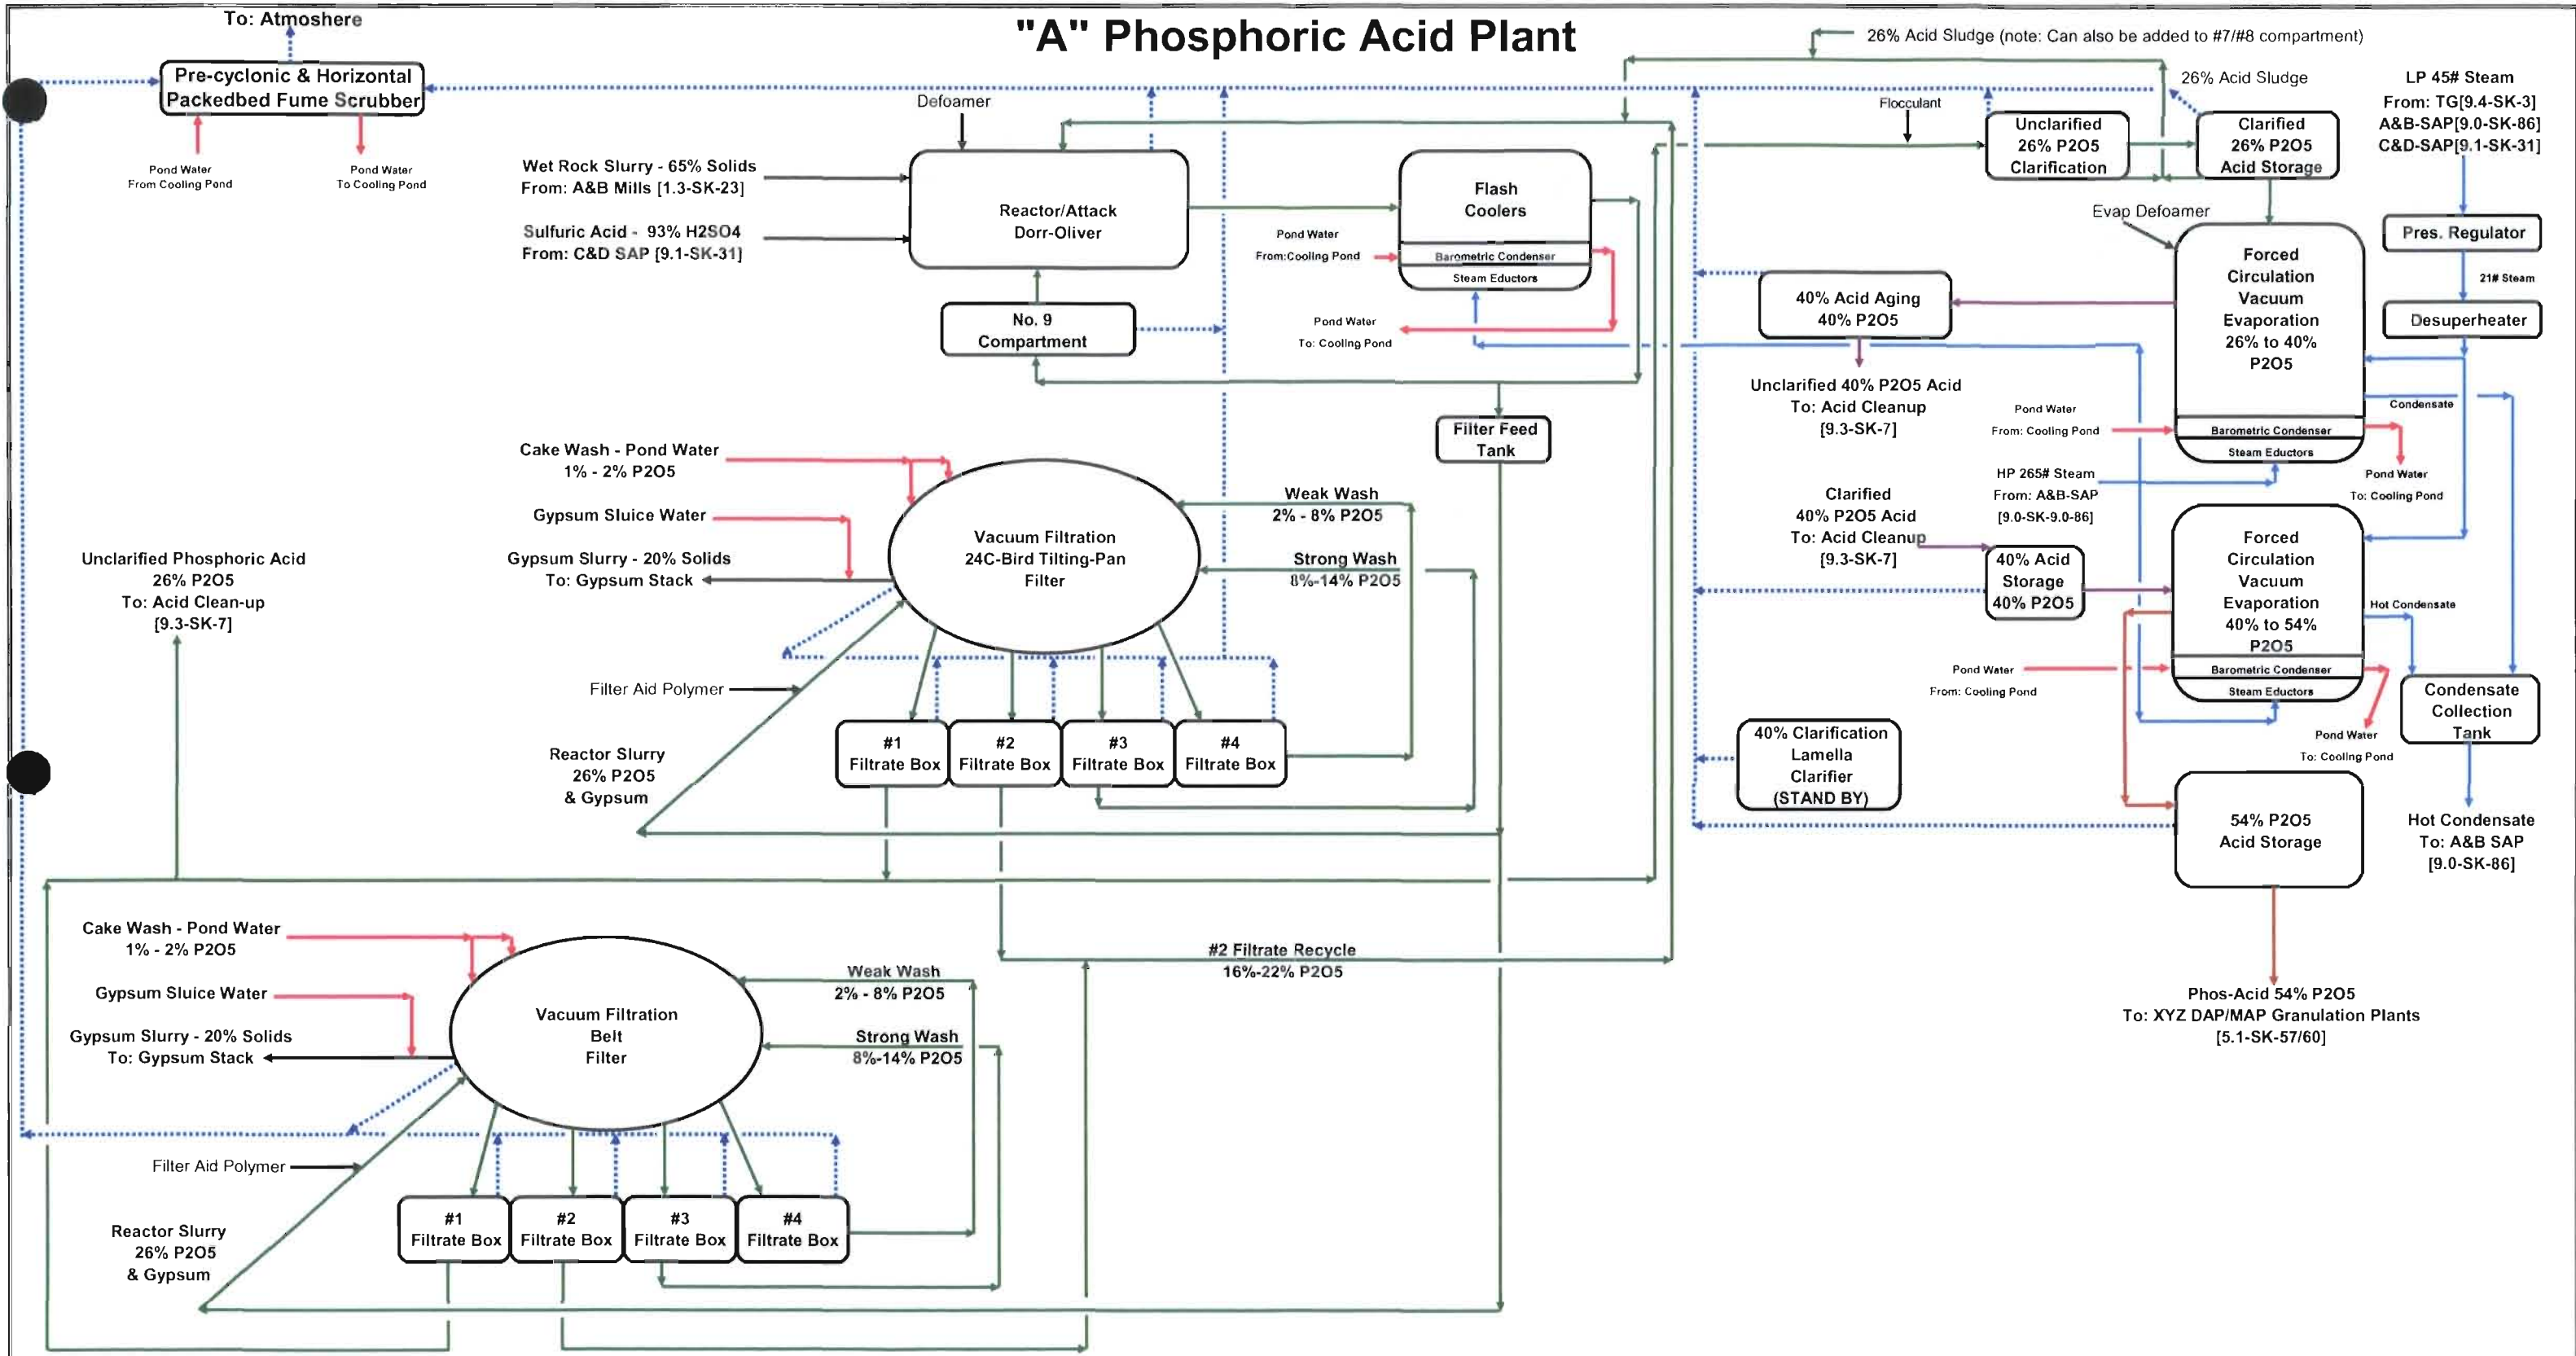 "A" Phosphoric Acid Plant
To: Atmoshere
Pre-cyclonic & Horizontal
Packedbed Fume Scrubber
Pond Water
From Cooling Pond
Pond Water
To Cooling Pond
Defoamer
Wet Rock Slurry - 65% Solids
From: A&B Mills [1.3-SK-23]
Sulfuric Acid - 93% H2SO4
From: C&D SAP [9.1-SK-31]
Reactor/Attack
Dorr-Oliver
No. 9
Compartment
Flash
Coolers
Barometric Condenser
Steam Eductors
Pond Water
From:Cooling Pond
Pond Water
To: Cooling Pond
Filter Feed
Tank
26% Acid Sludge (note: Can also be added to #7/#8 compartment)
26% Acid Sludge
Flocculant
Unclarified
26% P2O5
Clarification
Clarified
26% P2O5
Acid Storage
LP 45# Steam
From: TG[9.4-SK-3]
A&B-SAP[9.0-SK-86]
C&D-SAP[9.1-SK-31]
Pres. Regulator
21# Steam
Desuperheater
Evap Defoamer
Forced
Circulation
Vacuum
Evaporation
26% to 40%
P2O5
Barometric Condenser
Steam Eductors
Condensate
40% Acid Aging
40% P2O5
Unclarified 40% P2O5 Acid
To: Acid Cleanup
[9.3-SK-7]
Pond Water
From: Cooling Pond
Pond Water
To: Cooling Pond
HP 265# Steam
From: A&B-SAP
[9.0-SK-9.0-86]
Clarified
40% P2O5 Acid
To: Acid Cleanup
[9.3-SK-7]
40% Acid
Storage
40% P2O5
Forced
Circulation
Vacuum
Evaporation
40% to 54%
P2O5
Barometric Condenser
Steam Eductors
Hot Condensate
Pond Water
From: Cooling Pond
Pond Water
To: Cooling Pond
Condensate
Collection
Tank
Hot Condensate
To: A&B SAP
[9.0-SK-86]
40% Clarification
Lamella
Clarifier
(STAND BY)
54% P2O5
Acid Storage
Phos-Acid 54% P2O5
To: XYZ DAP/MAP Granulation Plants
[5.1-SK-57/60]
Cake Wash - Pond Water
1% - 2% P2O5
Gypsum Sluice Water
Gypsum Slurry - 20% Solids
To: Gypsum Stack
Vacuum Filtration
24C-Bird Tilting-Pan
Filter
Weak Wash
2% - 8% P2O5
Strong Wash
8%-14% P2O5
Filter Aid Polymer
Reactor Slurry
26% P2O5
& Gypsum
#1
Filtrate Box
#2
Filtrate Box
#3
Filtrate Box
#4
Filtrate Box
Unclarified Phosphoric Acid
26% P2O5
To: Acid Clean-up
[9.3-SK-7]
#2 Filtrate Recycle
16%-22% P2O5
Cake Wash - Pond Water
1% - 2% P2O5
Gypsum Sluice Water
Gypsum Slurry - 20% Solids
To: Gypsum Stack
Vacuum Filtration
Belt
Filter
Weak Wash
2% - 8% P2O5
Strong Wash
8%-14% P2O5
Filter Aid Polymer
Reactor Slurry
26% P2O5
& Gypsum
#1
Filtrate Box
#2
Filtrate Box
#3
Filtrate Box
#4
Filtrate Box